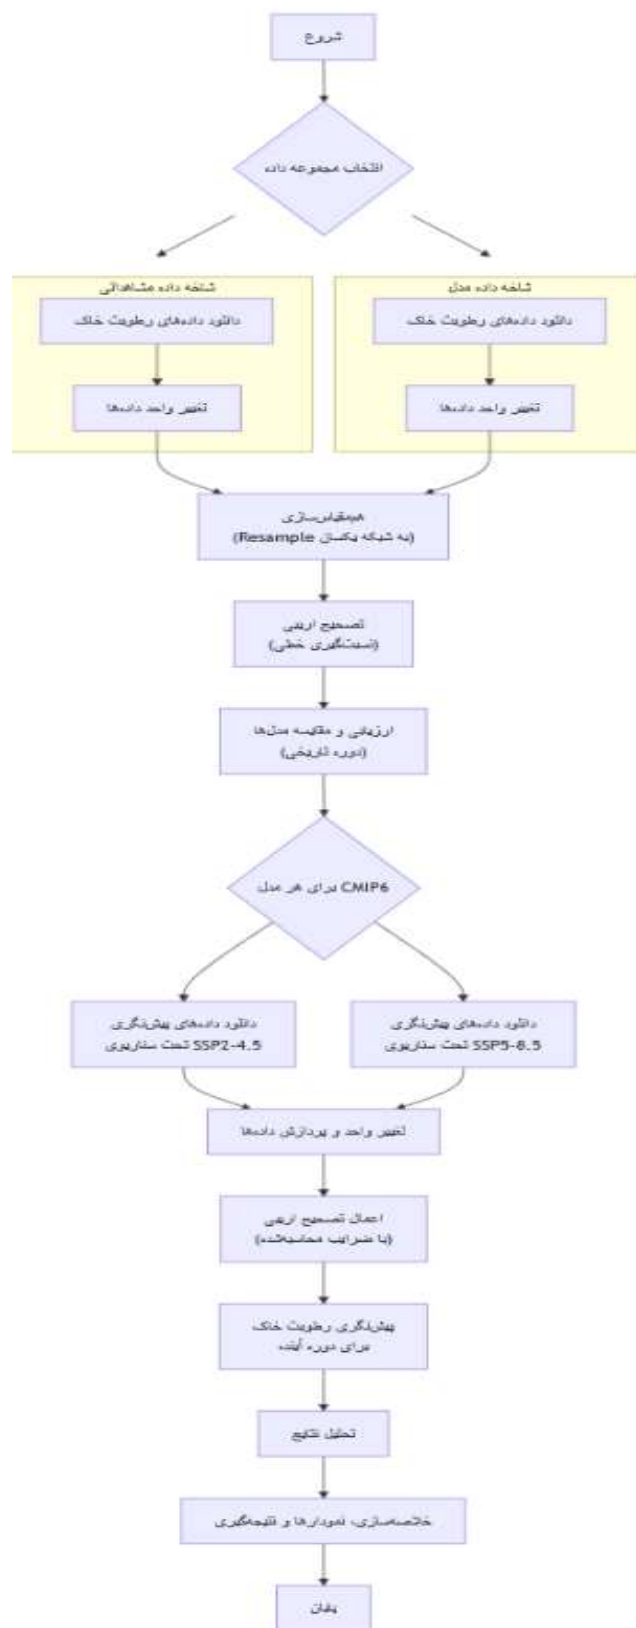 شروع
انتخاب مجموعه داده
شاخه داده مشاهداتی
دانلود داده‌های رطوبت خاک
تغییر واحد داده‌ها
شاخه داده مدل
دانلود داده‌های رطوبت خاک
تغییر واحد داده‌ها
هم‌مقیاس‌سازی
(به شبکه یکسان Resample)
تصحیح اریبی
(نسبت‌گیری خطی)
ارزیابی و مقایسه مدل‌ها
(دوره تاریخی)
برای هر مدل CMIP6
دانلود داده‌های پیش‌نگری
تحت سناریوی SSP2-4.5
دانلود داده‌های پیش‌نگری
تحت سناریوی SSP5-8.5
تغییر واحد و پردازش داده‌ها
اعمال تصحیح اریبی
(با ضرایب محاسبه‌شده)
پیش‌نگری رطوبت خاک
برای دوره آینده
تحلیل نتایج
خلاصه‌سازی، نمودارها و نتیجه‌گیری
پایان